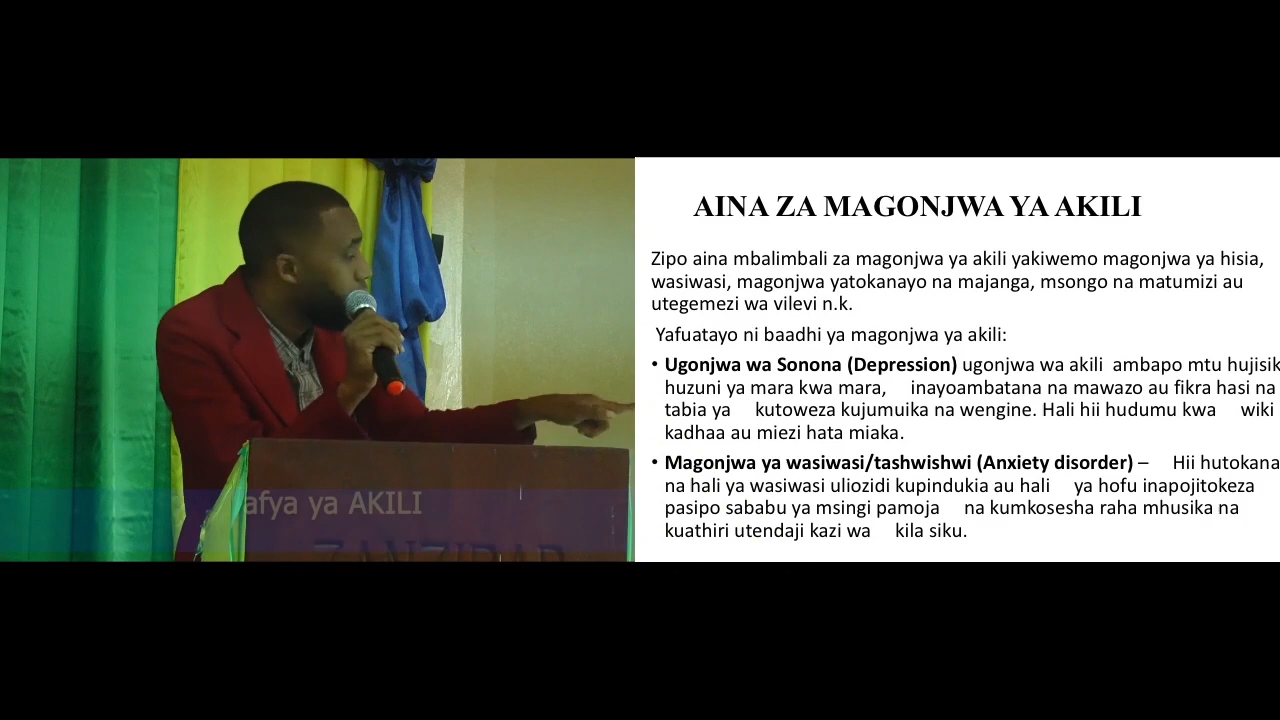 afya ya AKILI
ZANZIBAR
AINA ZA MAGONJWA YA AKILI
Zipo aina mbalimbali za magonjwa ya akili yakiwemo magonjwa ya hisia,
wasiwasi, magonjwa yatokanayo na majanga, msongo na matumizi au
utegemezi wa vilevi n.k.
Yafuatayo ni baadhi ya magonjwa ya akili:
• Ugonjwa wa Sonona (Depression) ugonjwa wa akili ambapo mtu hujisik
huzuni ya mara kwa mara, inayoambatana na mawazo au fikra hasi na
tabia ya kutoweza kujumuika na wengine. Hali hii hudumu kwa wiki
kadhaa au miezi hata miaka.
• Magonjwa ya wasiwasi/tashwishwi (Anxiety disorder) – Hii hutokana
na hali ya wasiwasi uliozidi kupindukia au hali ya hofu inapojitokeza
pasipo sababu ya msingi pamoja na kumkosesha raha mhusika na
kuathiri utendaji kazi wa kila siku.